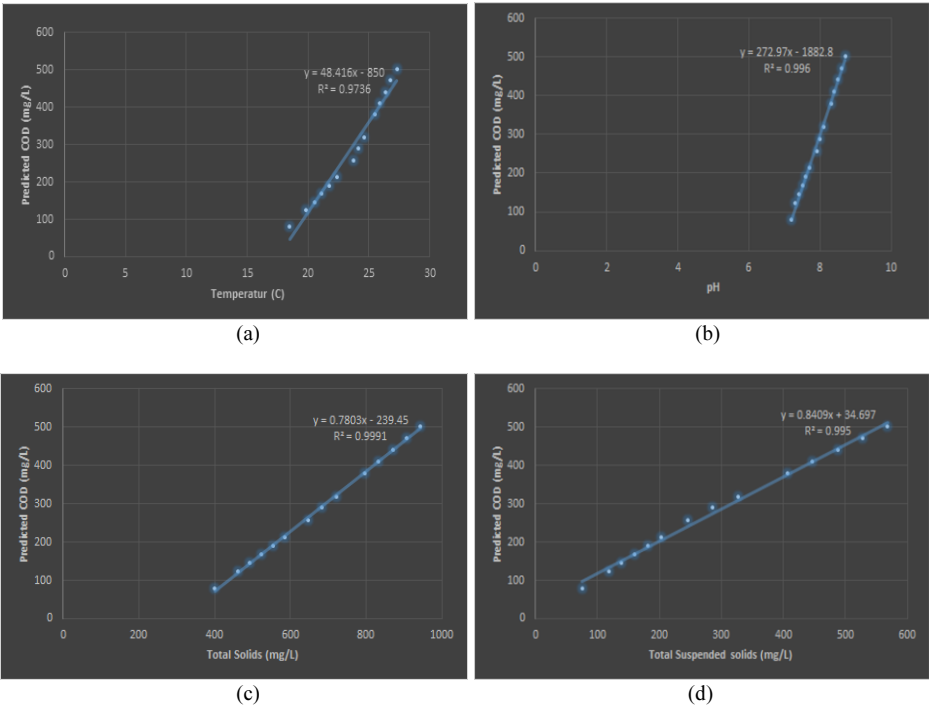 600
500
400
300
200
100
0
Predicted COD (mg/L)
y = 48.416x - 850
R² = 0.9736
0 5 10 15 20 25 30
Temperatur (C)
(a)
600
500
400
300
200
100
0
Predicted COD (mg/L)
y = 272.97x - 1882.8
R² = 0.996
0 2 4 6 8 10
pH
(b)
600
500
400
300
200
100
0
Predicted COD (mg/L)
y = 0.7803x - 239.45
R² = 0.9991
0 200 400 600 800 1000
Total Solids (mg/L)
(c)
600
500
400
300
200
100
0
Predicted COD (mg/L)
y = 0.8409x + 34.697
R² = 0.995
0 100 200 300 400 500 600
Total Suspended solids (mg/L)
(d)